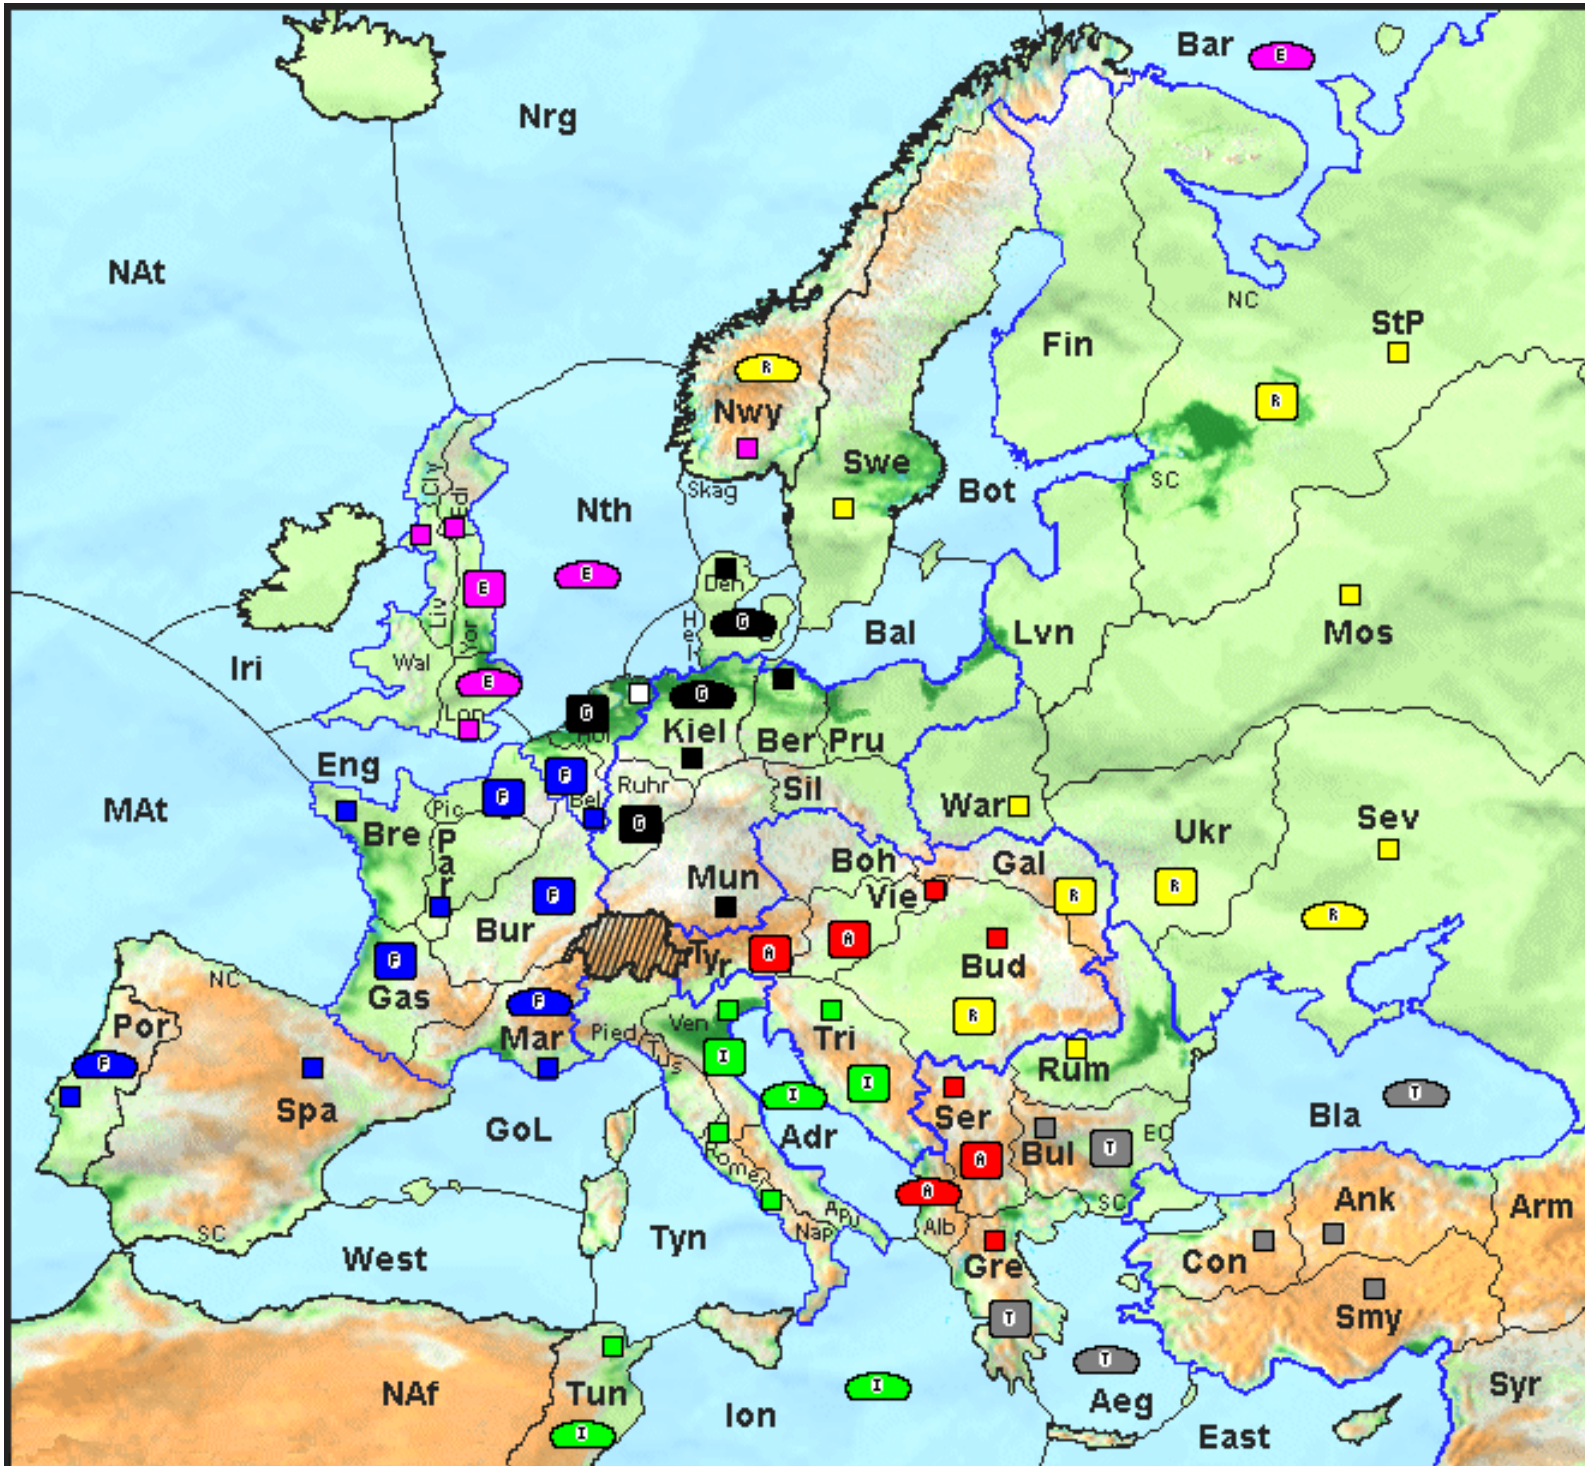 Bar
E
Nrg
NAt
NC
StP
Fin
R
R
Nwy
Cly
Edi
Swe
Skag
Bot
SC
Nth
E
E
Den
G
Hel
Bal
Lvn
Mos
Liv
Yor
Wal
Iri
E
Lon
G
Hol
G
Kiel
Ber
Pru
Eng
F
F
Bel
Ruhr
Sil
War
MAt
Pic
Bre
Par
G
Ukr
Sev
Boh
Gal
Mun
Vie
F
R
R
R
Bur
A
A
Tyr
Bud
F
Gas
NC
F
Mar
R
Por
F
Pied
Ven
Tus
Tri
I
I
I
Rum
Spa
GoL
Adr
Ser
Bla
T
Rome
Bul
T
EC
A
A
SC
Ank
Arm
Apu
Nap
Alb
SC
West
Tyn
Gre
Con
Smy
T
T
NAf
Tun
I
I
Ion
Aeg
East
Syr